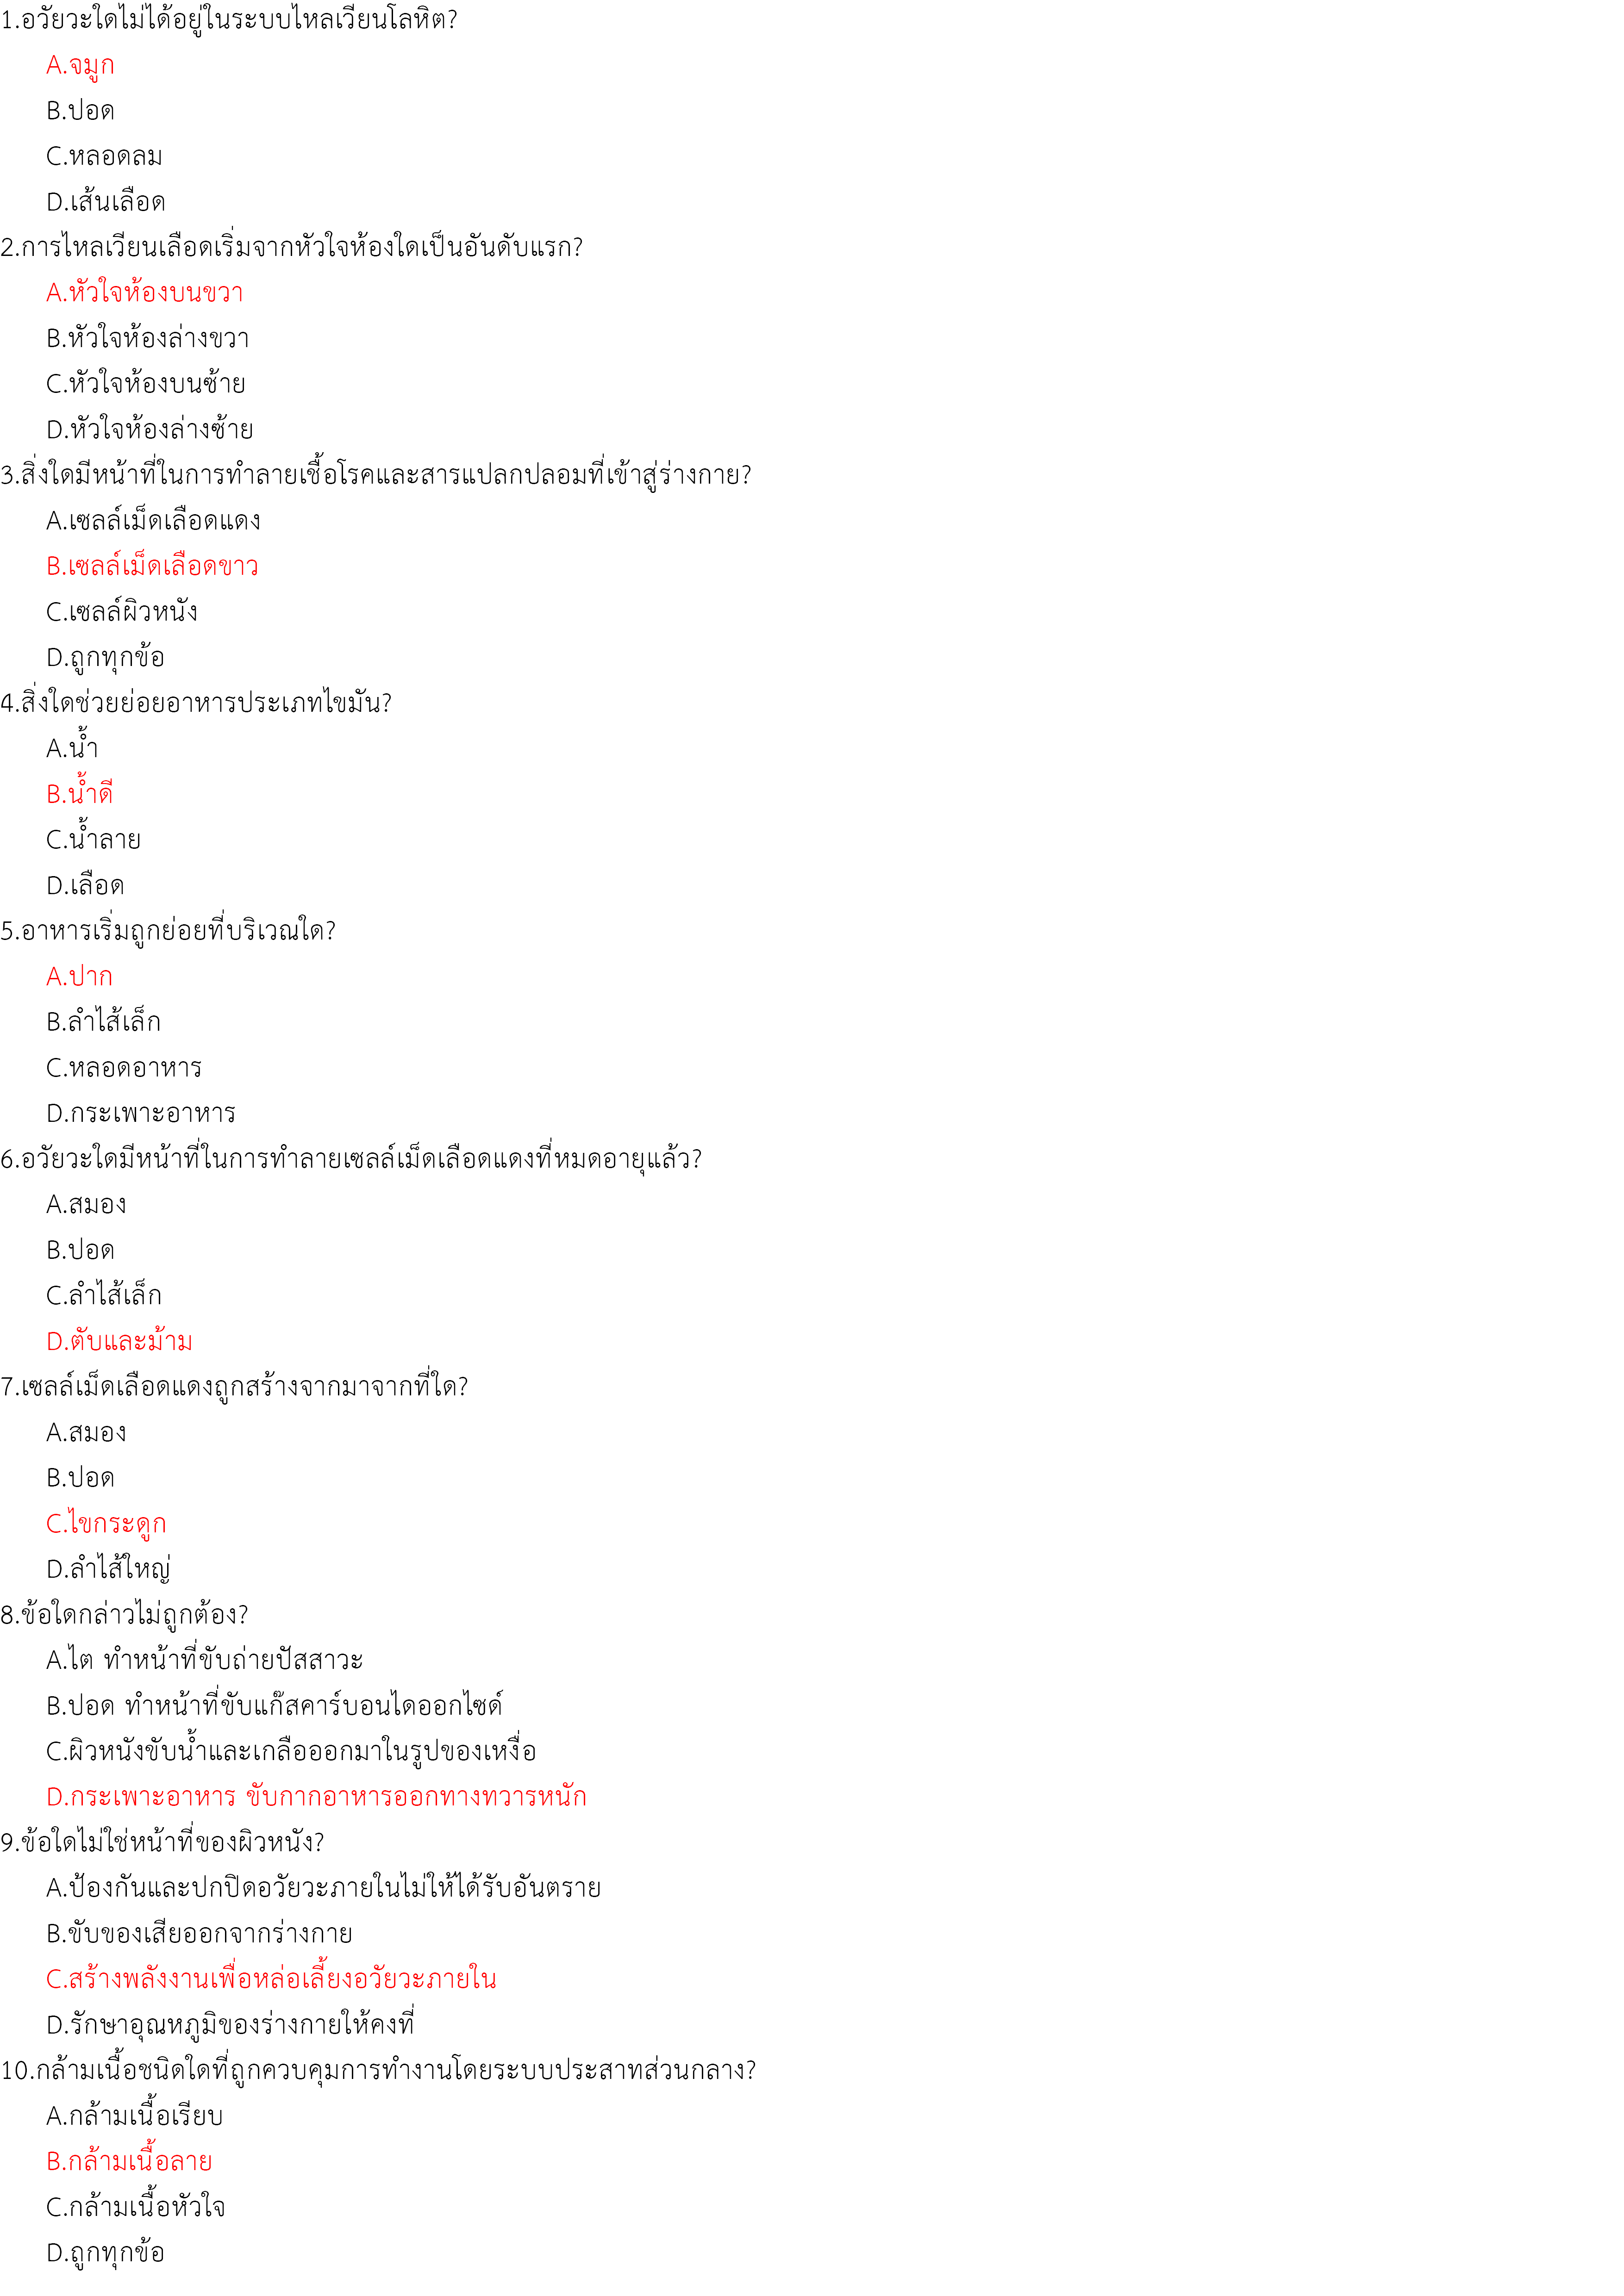 1.อวัยวะใดไม่ได้อยู่ในระบบไหลเวียนโลหิต?
A.จมูก
B.ปอด
C.หลอดลม
D.เส้นเลือด
2.การไหลเวียนเลือดเริ่มจากหัวใจห้องใดเป็นอันดับแรก?
A.หัวใจห้องบนขวา
B.หัวใจห้องล่างขวา
C.หัวใจห้องบนซ้าย
D.หัวใจห้องล่างซ้าย
3.สิ่งใดมีหน้าที่ในการทำลายเชื้อโรคและสารแปลกปลอมที่เข้าสู่ร่างกาย?
A.เซลล์เม็ดเลือดแดง
B.เซลล์เม็ดเลือดขาว
C.เซลล์ผิวหนัง
D.ถูกทุกข้อ
4.สิ่งใดช่วยย่อยอาหารประเภทไขมัน?
A.น้ำ
B.น้ำดี
C.น้ำลาย
D.เลือด
5.อาหารเริ่มถูกย่อยที่บริเวณใด?
A.ปาก
B.ลำไส้เล็ก
C.หลอดอาหาร
D.กระเพาะอาหาร
6.อวัยวะใดมีหน้าที่ในการทำลายเซลล์เม็ดเลือดแดงที่หมดอายุแล้ว?
A.สมอง
B.ปอด
C.ลำไส้เล็ก
D.ตับและม้าม
7.เซลล์เม็ดเลือดแดงถูกสร้างจากมาจากที่ใด?
A.สมอง
B.ปอด
C.ไขกระดูก
D.ลำไส้ใหญ่
8.ข้อใดกล่าวไม่ถูกต้อง?
A.ไต ทำหน้าที่ขับถ่ายปัสสาวะ
B.ปอด ทำหน้าที่ขับแก๊สคาร์บอนไดออกไซด์
C.ผิวหนังขับน้ำและเกลือออกมาในรูปของเหงื่อ
D.กระเพาะอาหาร ขับกากอาหารออกทางทวารหนัก
9.ข้อใดไม่ใช่หน้าที่ของผิวหนัง?
A.ป้องกันและปกปิดอวัยวะภายในไม่ให้ได้รับอันตราย
B.ขับของเสียออกจากร่างกาย
C.สร้างพลังงานเพื่อหล่อเลี้ยงอวัยวะภายใน
D.รักษาอุณหภูมิของร่างกายให้คงที่
10.กล้ามเนื้อชนิดใดที่ถูกควบคุมการทำงานโดยระบบประสาทส่วนกลาง?
A.กล้ามเนื้อเรียบ
B.กล้ามเนื้อลาย
C.กล้ามเนื้อหัวใจ
D.ถูกทุกข้อ